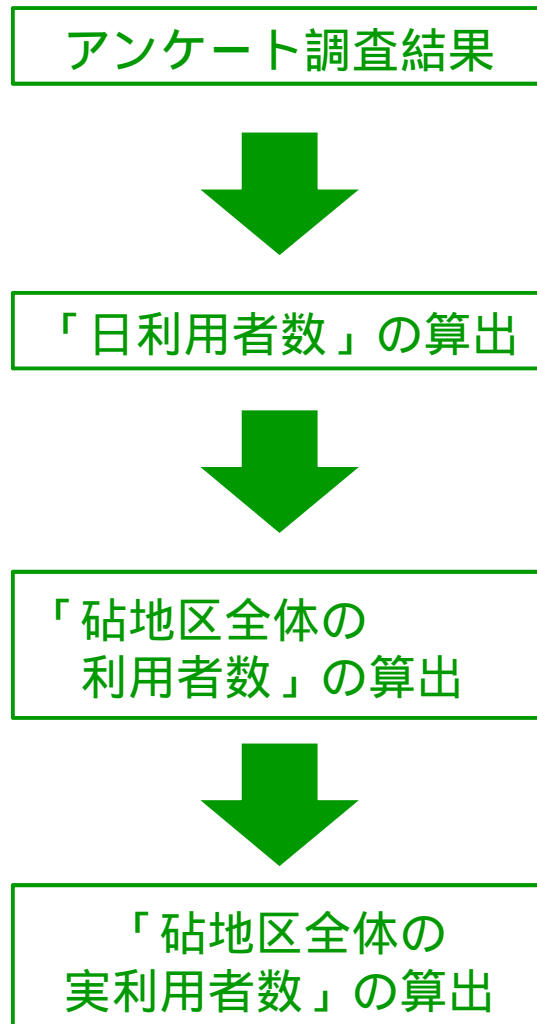 アンケート調査結果
「日利用者数」の算出
「砧地区全体の
利用者数」の算出
「砧地区全体の
実利用者数」の算出